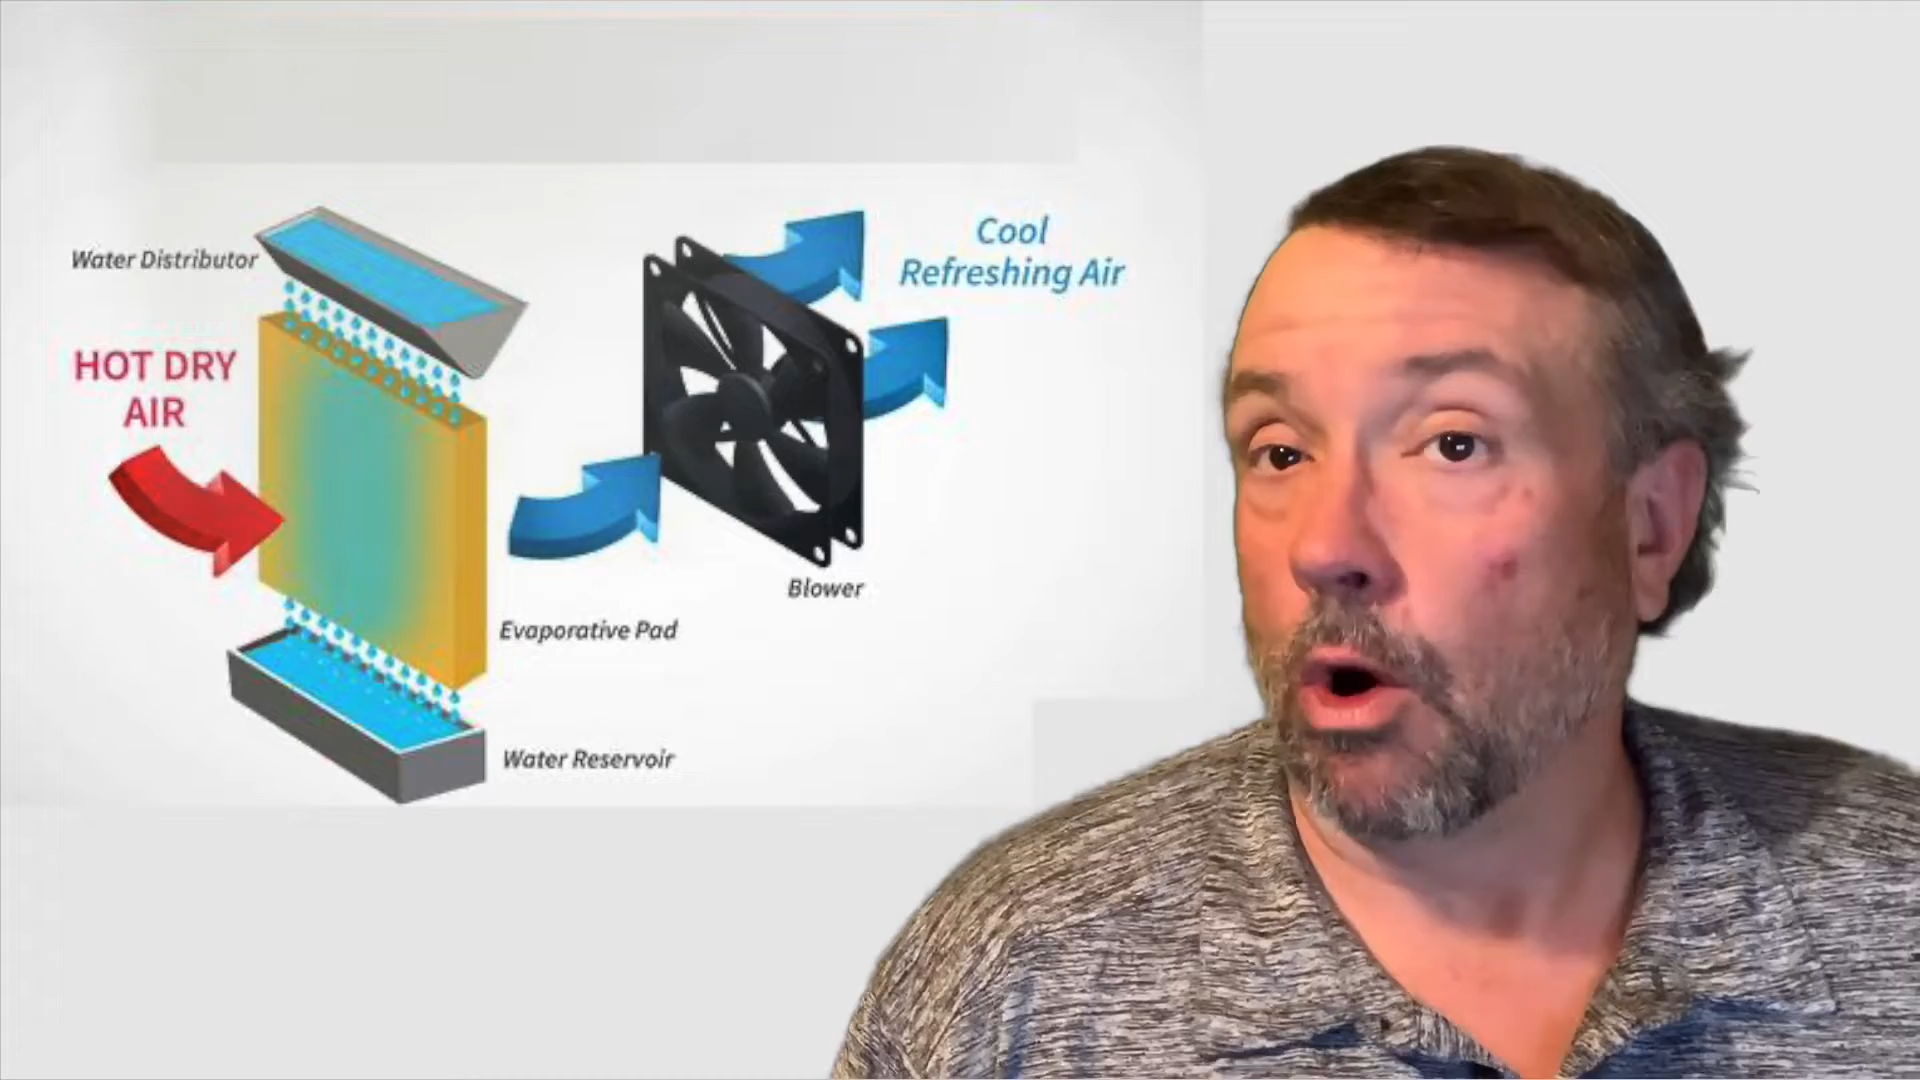 Cool
Refreshing Air
Water Distributor
HOT DRY
AIR
Blower
Evaporative Pad
Water Reservoir